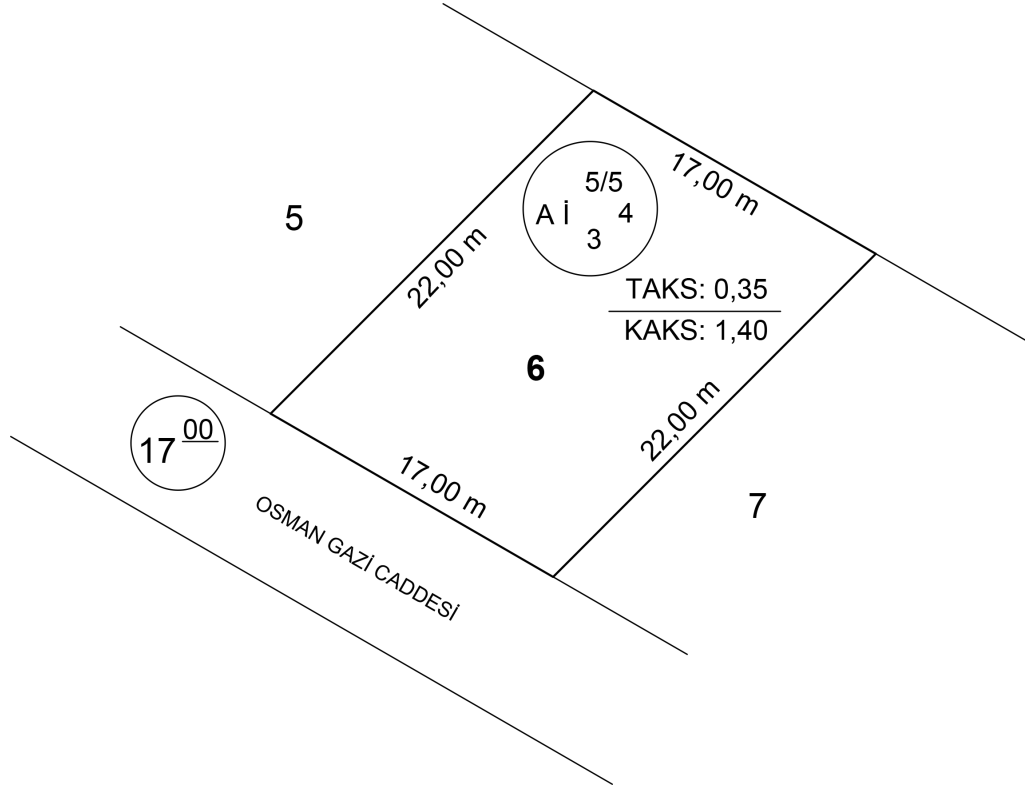 17,00 m
5/5
A İ 4
3
5
22,00 m
TAKS: 0,35
KAKS: 1,40
6
22,00 m
17 00
17,00 m
7
OSMAN GAZİ CADDESİ